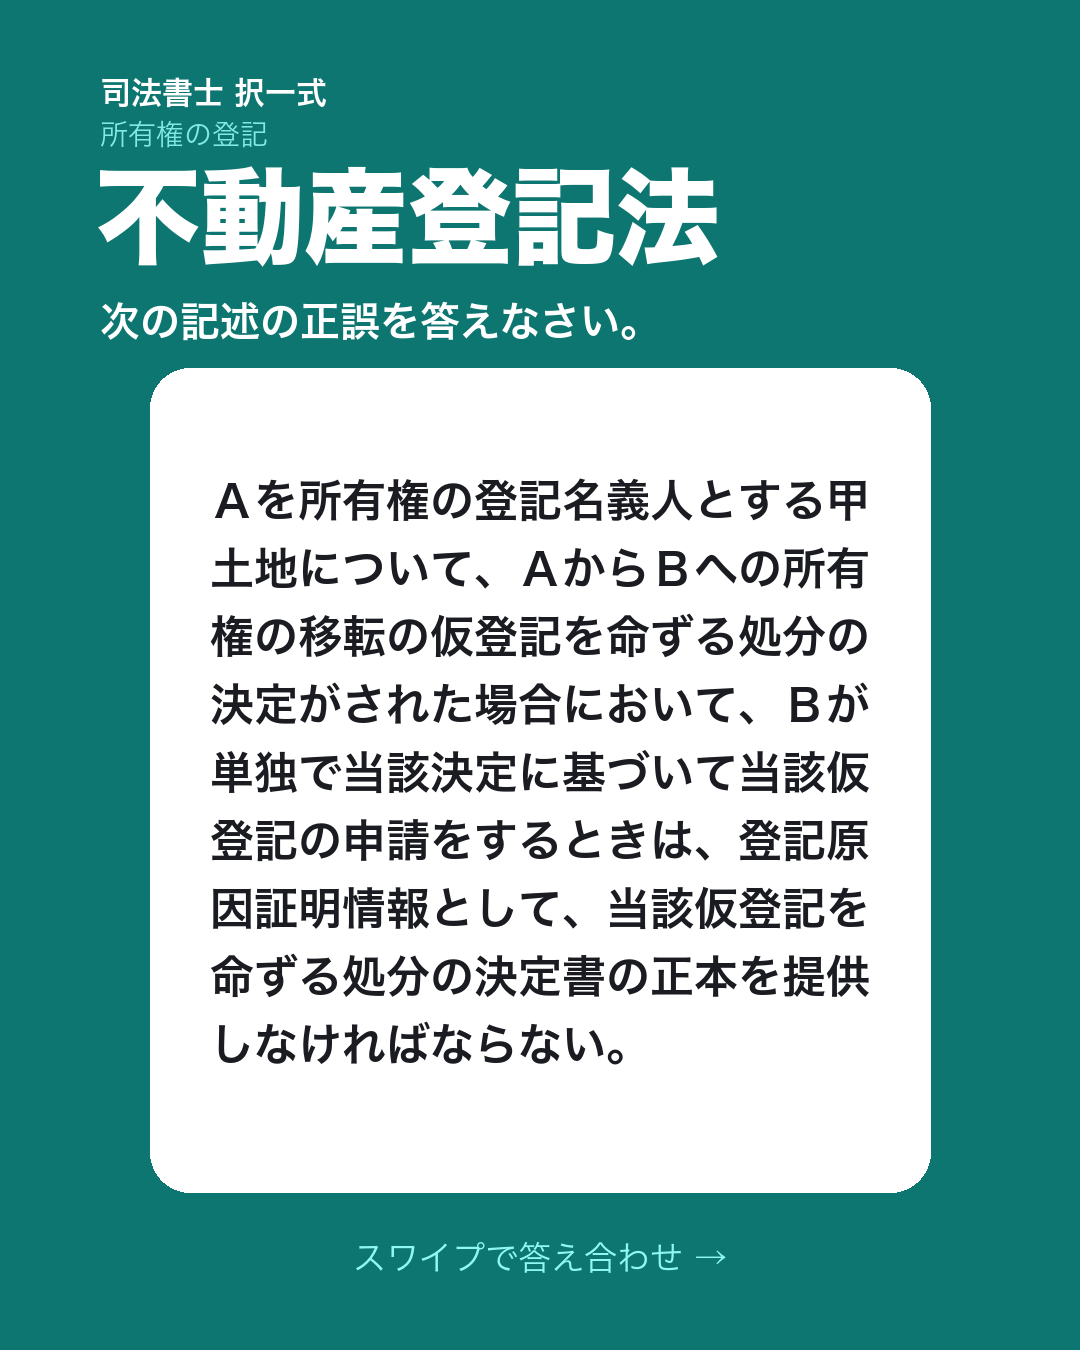 司法書士 択一式
所有権の登記
不動産登記法
次の記述の正誤を答えなさい。
Ａを所有権の登記名義人とする甲
土地について、ＡからＢへの所有
権の移転の仮登記を命ずる処分の
決定がされた場合において、Ｂが
単独で当該決定に基づいて当該仮
登記の申請をするときは、登記原
因証明情報として、当該仮登記を
命ずる処分の決定書の正本を提供
しなければならない。
スワイプで答え合わせ →